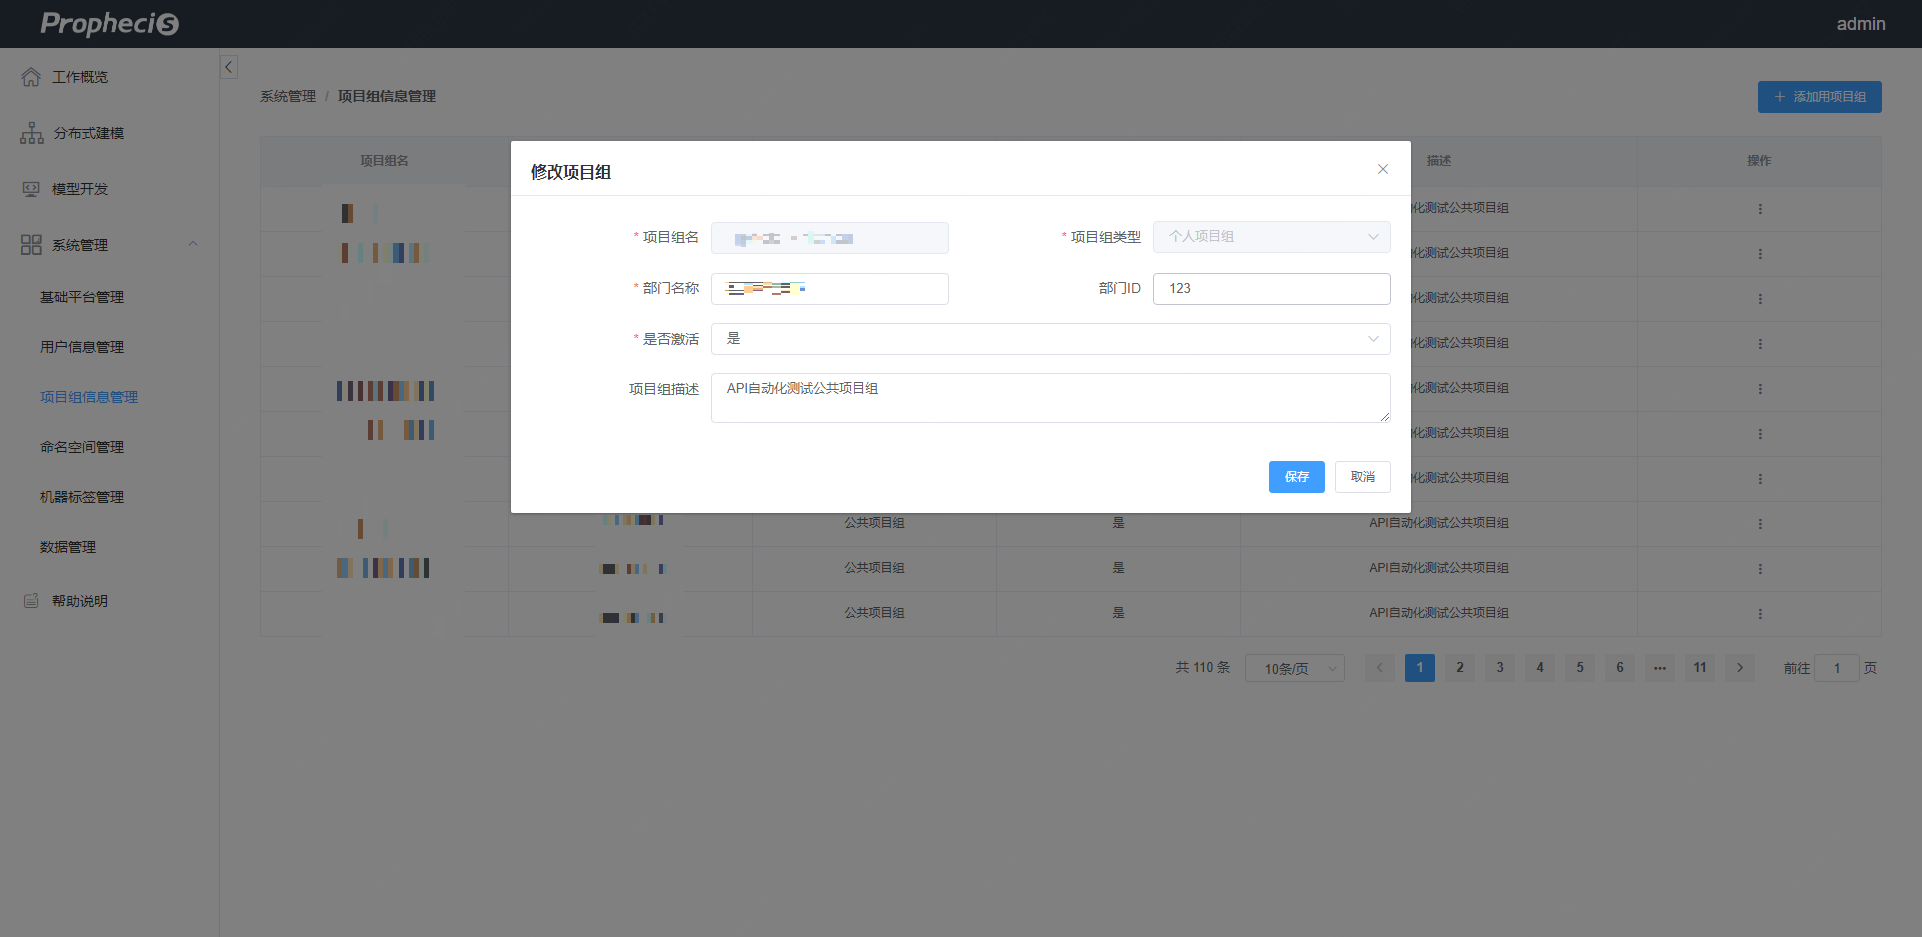 Prophecis
admin
工作概览
分布式建模
模型开发
系统管理
基础平台管理
用户信息管理
项目组信息管理
命名空间管理
机器标签管理
数据管理
帮助说明
系统管理 / 项目组信息管理
+ 添加用项目组
项目组名 描述 操作
修改项目组
* 项目组名
* 项目组类型 个人项目组
* 部门名称
部门ID 123
* 是否激活 是
项目组描述 API自动化测试公共项目组
保存 取消
化测试公共项目组
化测试公共项目组
化测试公共项目组
化测试公共项目组
化测试公共项目组
化测试公共项目组
化测试公共项目组
公共项目组 是 API自动化测试公共项目组
公共项目组 是 API自动化测试公共项目组
公共项目组 是 API自动化测试公共项目组
共 110 条 10条/页 1 2 3 4 5 6 ••• 11 前往 1 页